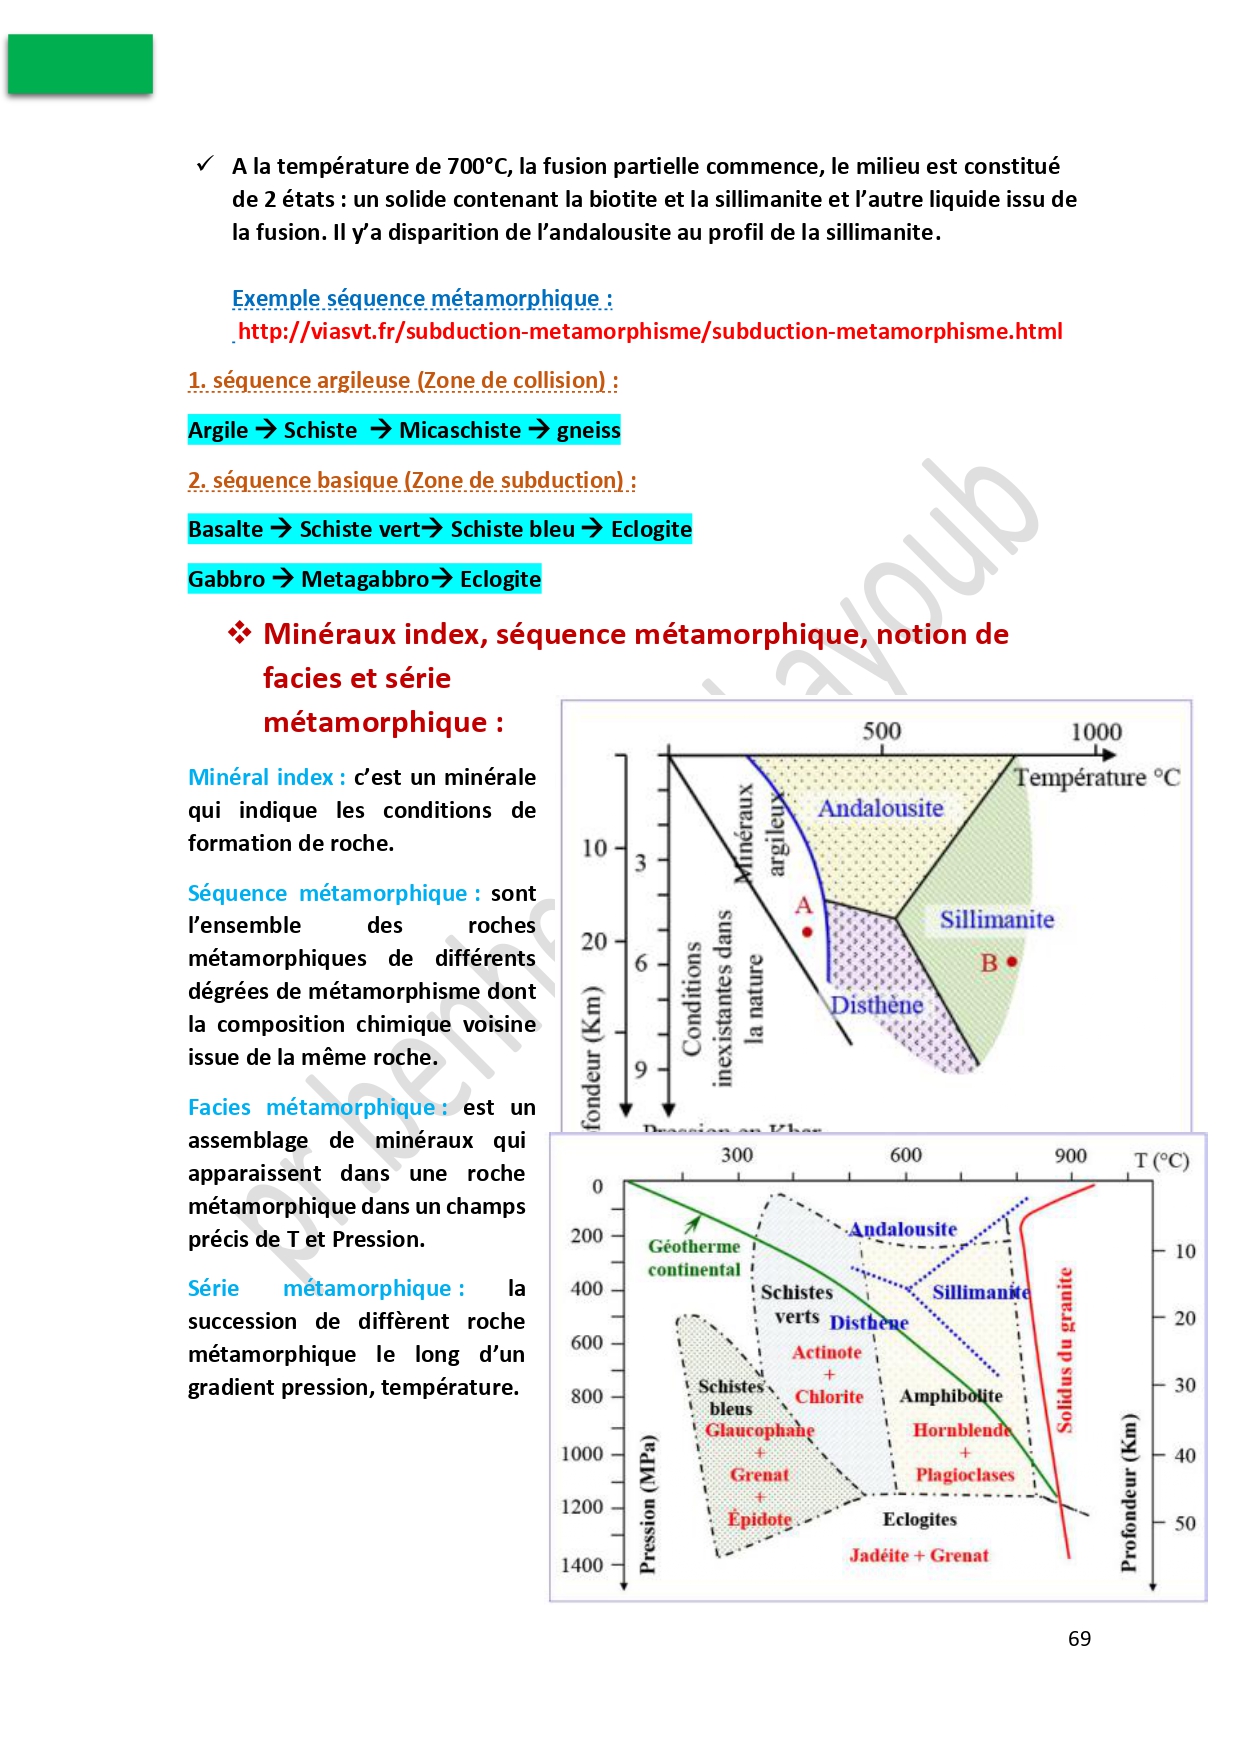 ✓ A la température de 700°C, la fusion partielle commence, le milieu est constitué
de 2 états : un solide contenant la biotite et la sillimanite et l’autre liquide issu de
la fusion. Il y’a disparition de l’andalousite au profil de la sillimanite.
Exemple séquence métamorphique :
http://viasvt.fr/subduction-metamorphisme/subduction-metamorphisme.html
1. séquence argileuse (Zone de collision) :
Argile → Schiste → Micaschiste → gneiss
2. séquence basique (Zone de subduction) :
Basalte → Schiste vert→ Schiste bleu → Eclogite
Gabbro → Metagabbro→ Eclogite
❖ Minéraux index, séquence métamorphique, notion de
facies et série
métamorphique :
Minéral index : c’est un minérale
qui indique les conditions de
formation de roche.
Séquence métamorphique : sont
l’ensemble des roches
métamorphiques de différents
dégrées de métamorphisme dont
la composition chimique voisine
issue de la même roche.
Facies métamorphique : est un
assemblage de minéraux qui
apparaissent dans une roche
métamorphique dans un champs
précis de T et Pression.
Série métamorphique : la
succession de différent roche
métamorphique le long d’un
gradient pression, température.
500 1000
Température °C
Minéraux
argileux
Andalousite
10
3
A
Sillimanite
20
6
B
Disthène
Conditions
inexistantes dans
la nature
9
fondeur (Km)
Pression en Kbar
300 600 900 T (°C)
0
200
400
600
800
1000
1200
1400
Pression (MPa)
Géotherme
continental
Andalousite
Schistes
verts
Disthène
Sillimanite
Actinote
+
Chlorite
Schistes
bleus
Glaucophane
+
Grenat
+
Épidote
Amphibolite
Hornblende
+
Plagioclases
Eclogites
Jadéite + Grenat
Solidus du granite
10
20
30
40
50
Profondeur (Km)
69